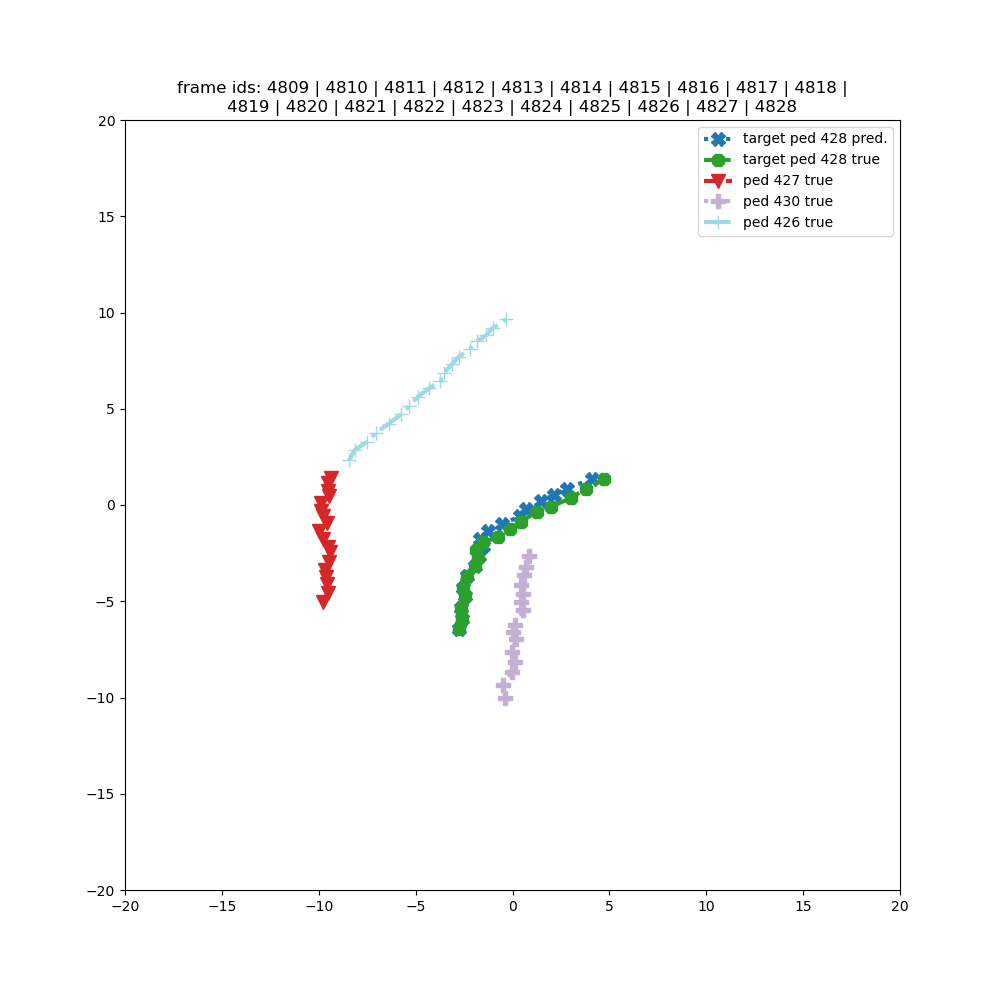 frame ids: 4809 | 4810 | 4811 | 4812 | 4813 | 4814 | 4815 | 4816 | 4817 | 4818 |
4819 | 4820 | 4821 | 4822 | 4823 | 4824 | 4825 | 4826 | 4827 | 4828
target ped 428 pred.
target ped 428 true
ped 427 true
ped 430 true
ped 426 true
20
15
10
5
0
−5
−10
−15
−20
−20 −15 −10 −5 0 5 10 15 20